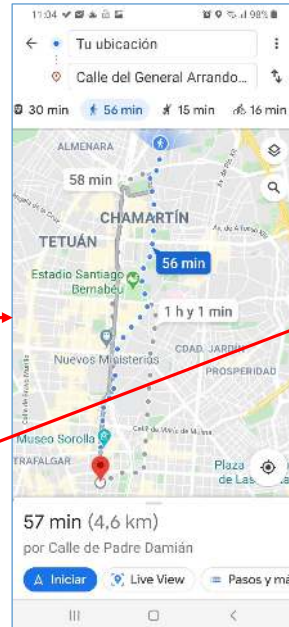 11:04 98%
Tu ubicación
Calle del General Arrando...
30 min 56 min 15 min 16 min
ALMENARA
58 min
CHAMARTÍN
TETUÁN
56 min
Estadio Santiago
Bernabéu
1 h y 1 min
Nuevos Ministerios
CDAD. JARDÍN
PROSPERIDAD
Museo Sorolla
TRAFALGAR
Plaza
de Las
57 min (4,6 km)
por Calle de Padre Damián
Iniciar Live View Pasos y má